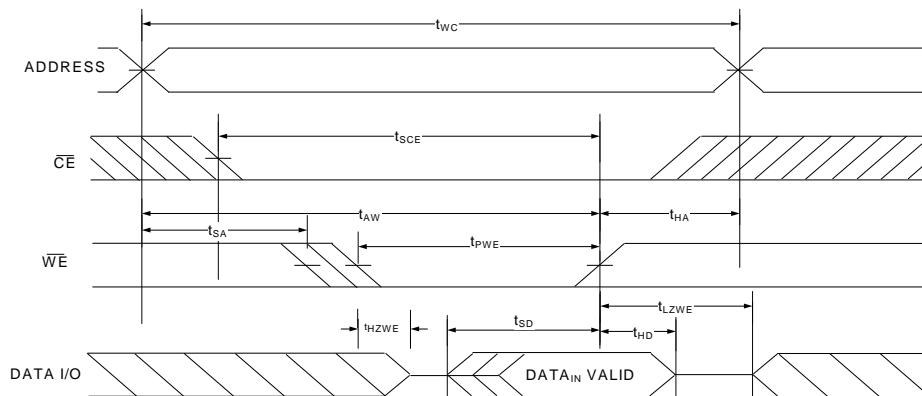 tWC
ADDRESS
tSCE
CE
tAW
tHA
tSA
tPWE
WE
tLZWE
tHZWE
tSD
tHD
DATA I/O
DATAIN VALID